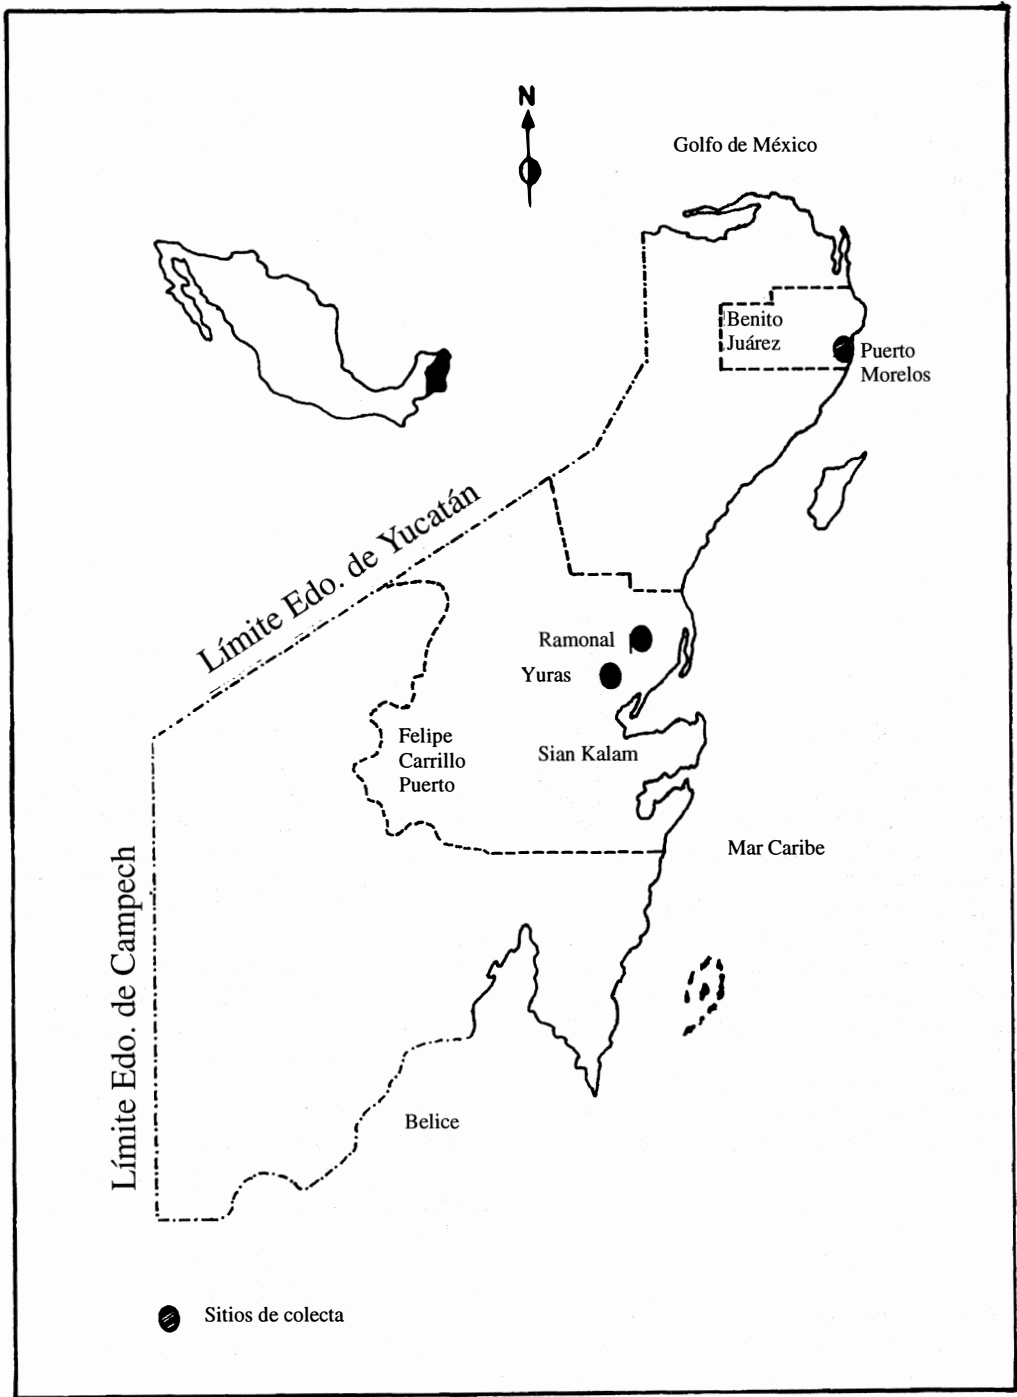 N
Golfo de México
Benito
Juárez
Puerto
Morelos
Límite Edo. de Yucatán
Ramonal
Yuras
Felipe
Carrillo
Puerto
Sian Kalam
Mar Caribe
Límite Edo. de Campech
Belice
Sitios de colecta